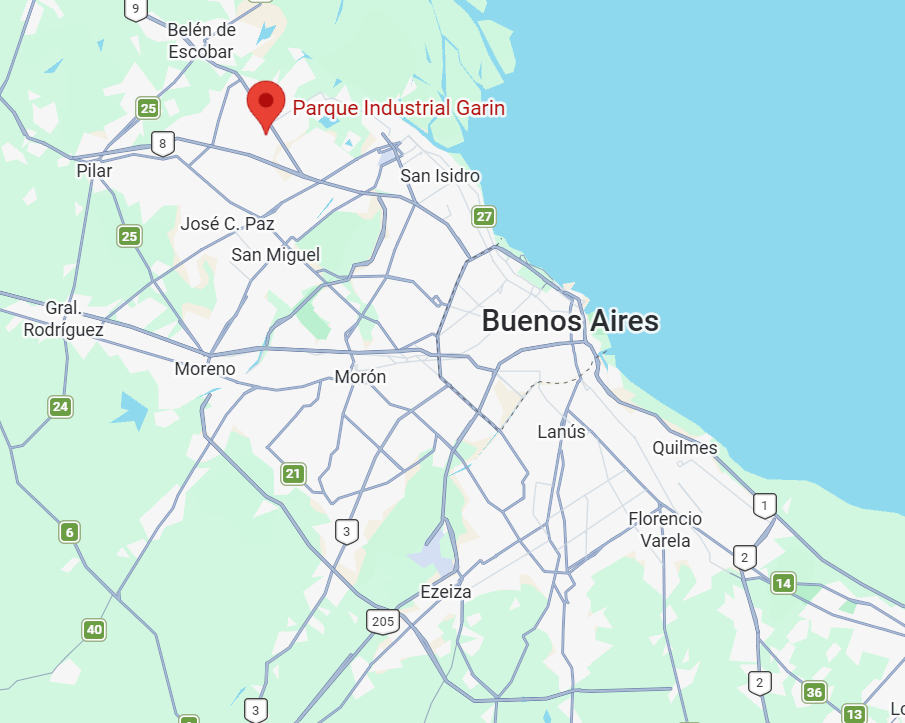 9
Belén de
Escobar
25
Parque Industrial Garin
8
Pilar
San Isidro
27
José C. Paz
25
San Miguel
Gral.
Rodríguez
Buenos Aires
Moreno
Morón
24
Lanús
Quilmes
21
1
6
3
Florencio
Varela
2
14
Ezeiza
205
40
2
36
3
13
Lo